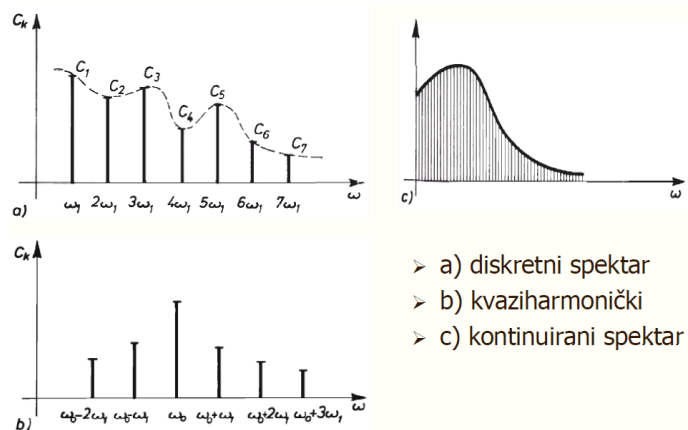 Cₖ
C₁
C₂
C₃
C₄
C₅
C₆
C₇
ω
a)
ω₁ 2ω₁ 3ω₁ 4ω₁ 5ω₁ 6ω₁ 7ω₁
ω
c)
Cₖ
ω₀-2ω₁ ω₀-ω₁ ω₀ ω₀+ω₁ ω₀+2ω₁ ω₀+3ω₁
ω
b)
➢ a) diskretni spektar
➢ b) kvaziharmonički
➢ c) kontinuirani spektar